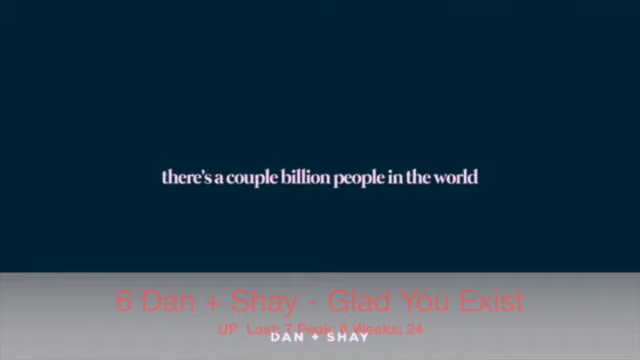 there's a couple billion people in the world
6 Dan + Shay - Glad You Exist
UP Last: 7 Peak: 6 Weeks: 24
DAN + SHAY